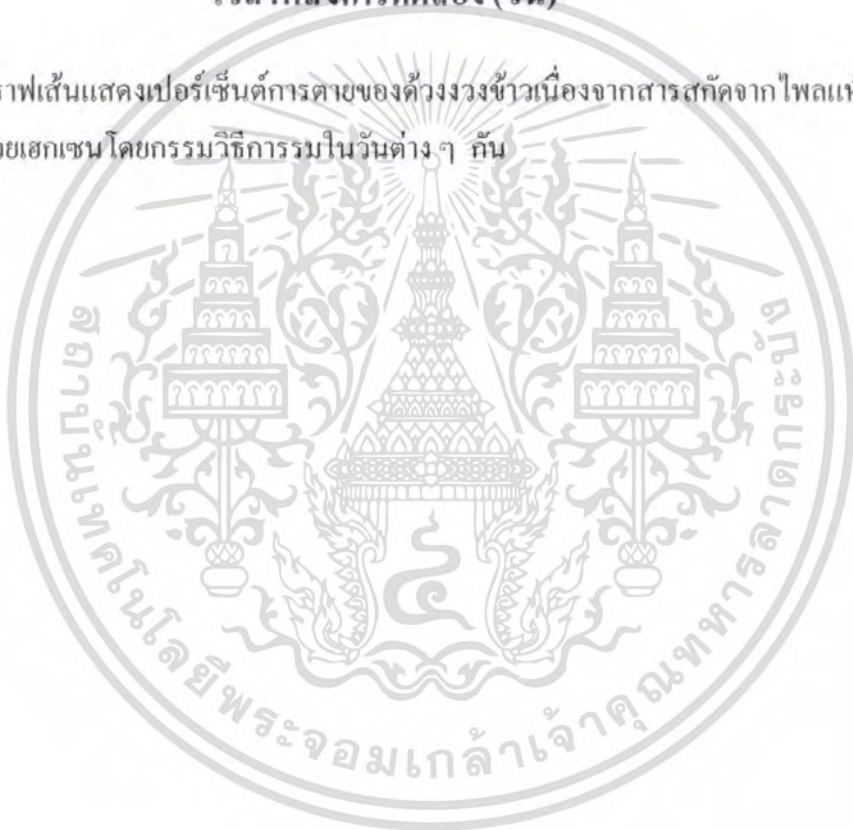 (วัน)
ราฟเส้นแสดงเปอร์เซ็นต์การตายของด้วงงวงข้าวเนื่องจากสารสกัดจากไพลแห
วยเฮกเซนโดยกรรมวิธีการรมในวันต่าง ๆ กัน
สถาบันเทคโนโลยีพระจอมเกล้าเจ้าคุณทหารลาดกระบัง